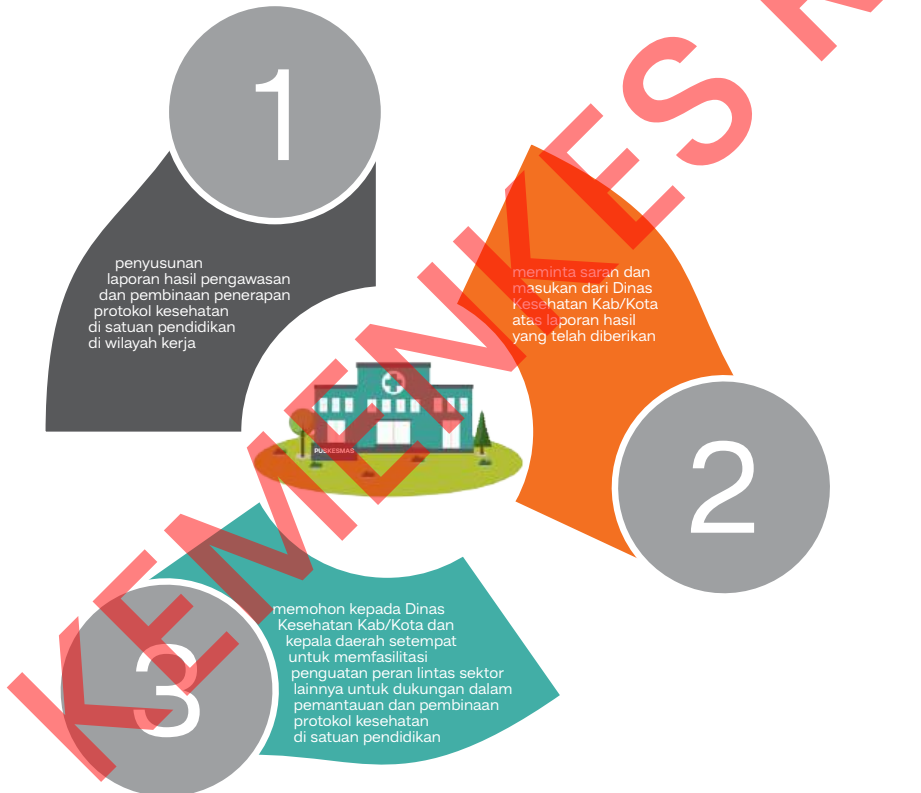 1
penyusunan
laporan hasil pengawasan
dan pembinaan penerapan
protokol kesehatan
di satuan pendidikan
di wilayah kerja
meminta saran dan
masukan dari Dinas
Kesehatan Kab/Kota
atas laporan hasil
yang telah diberikan
2
PUSKESMAS
3
memohon kepada Dinas
Kesehatan Kab/Kota dan
kepala daerah setempat
untuk memfasilitasi
penguatan peran lintas sektor
lainnya untuk dukungan dalam
pemantauan dan pembinaan
protokol kesehatan
di satuan pendidikan
KEMENKES R